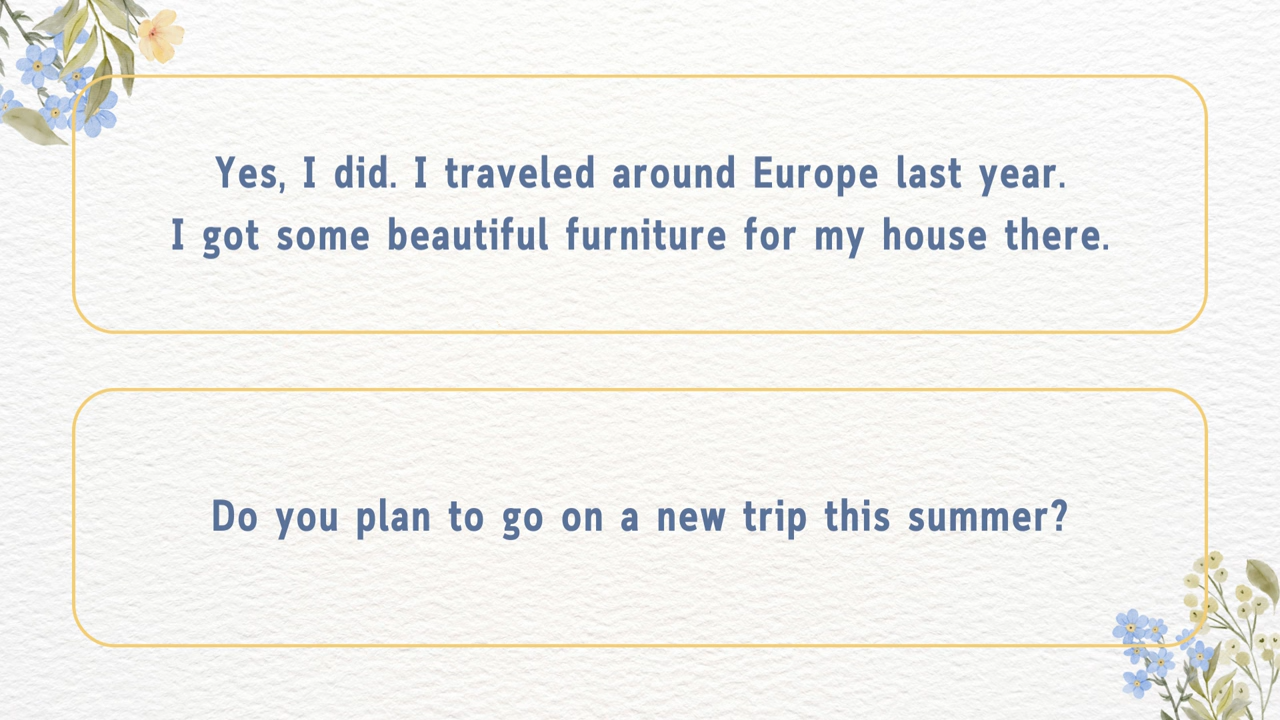 Yes, I did. I traveled around Europe last year.
I got some beautiful furniture for my house there.
Do you plan to go on a new trip this summer?